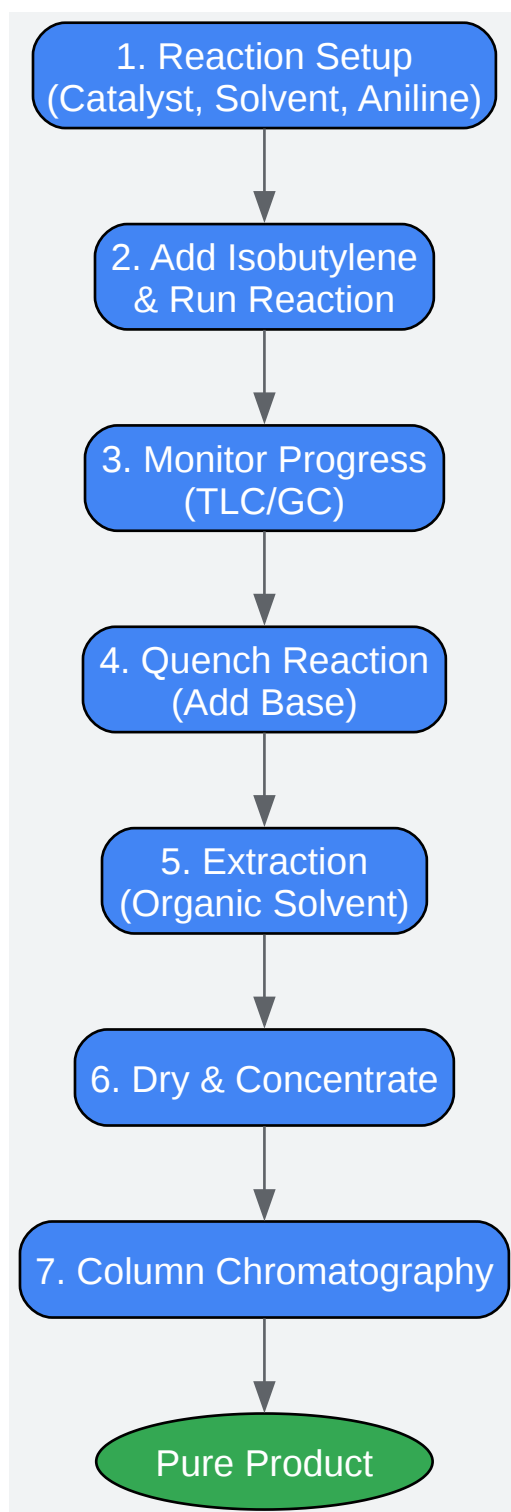 1. Reaction Setup
(Catalyst, Solvent, Aniline)
2. Add Isobutylene
& Run Reaction
3. Monitor Progress
(TLC/GC)
4. Quench Reaction
(Add Base)
5. Extraction
(Organic Solvent)
6. Dry & Concentrate
7. Column Chromatography
Pure Product